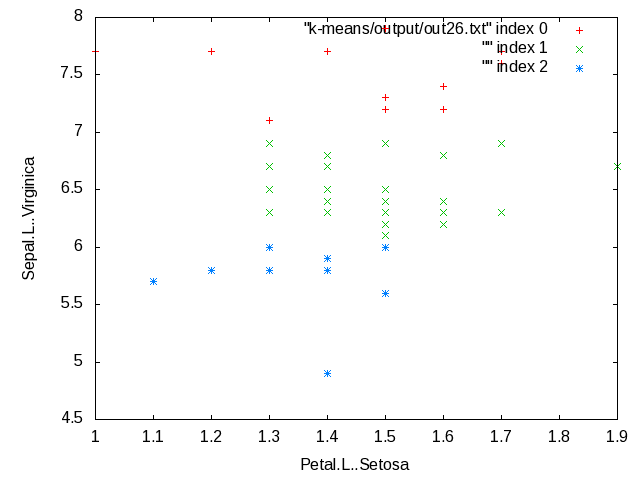 "k-means/output/out26.txt" index 0
"" index 1
"" index 2
8
7.5
7
6.5
6
5.5
5
4.5
1 1.1 1.2 1.3 1.4 1.5 1.6 1.7 1.8 1.9
Sepal.L..Virginica
Petal.L..Setosa